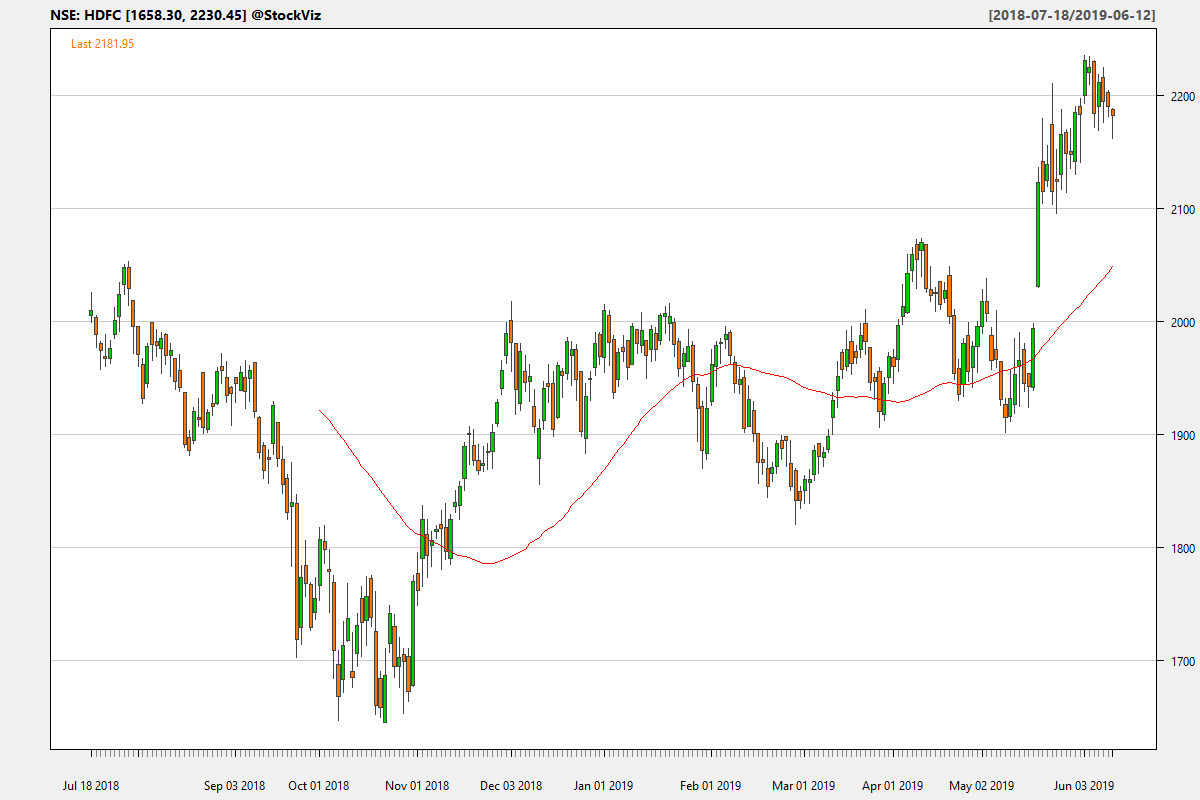 NSE: HDFC [1658.30, 2230.45] @StockViz [2018-07-18/2019-06-12]
Last 2181.95
2200
2100
2000
1900
1800
1700
Jul 18 2018 Sep 03 2018 Oct 01 2018 Nov 01 2018 Dec 03 2018 Jan 01 2019 Feb 01 2019 Mar 01 2019 Apr 01 2019 May 02 2019 Jun 03 2019